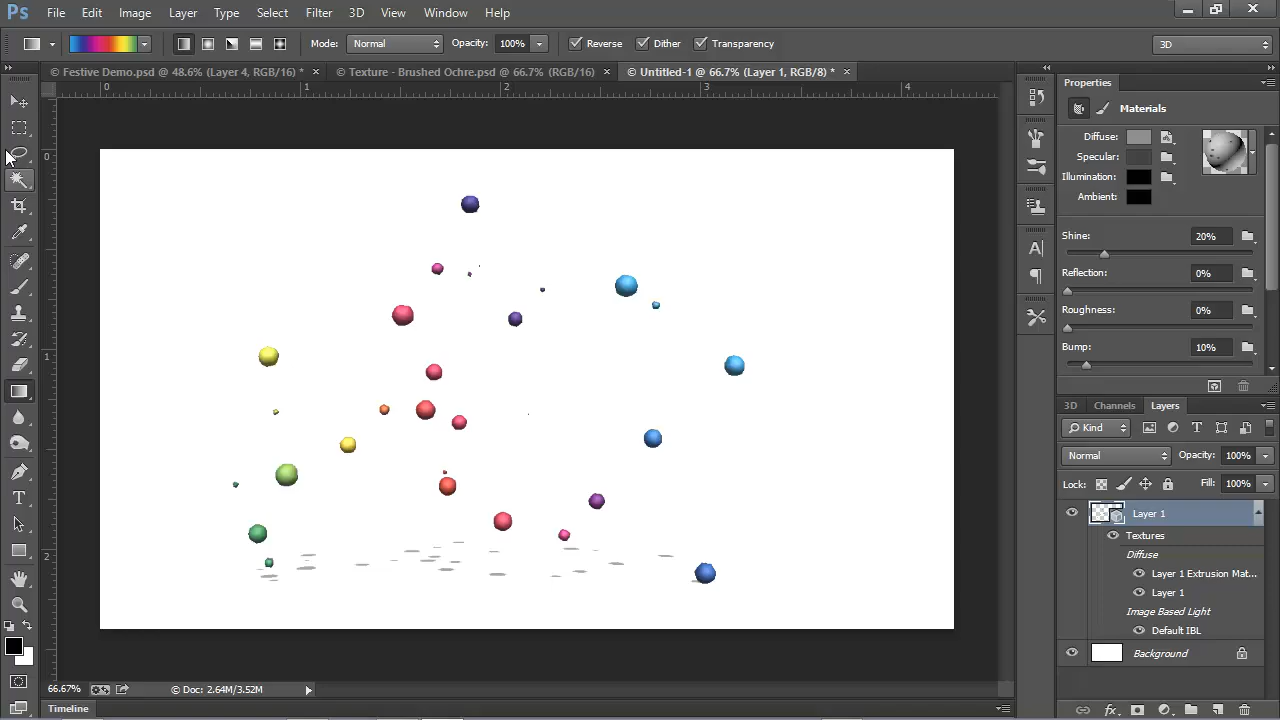 Ps File Edit Image Layer Type Select Filter 3D View Window Help
Mode: Normal Opacity: 100% Reverse Dither Transparency 3D
© Festive Demo.psd @ 48.6% (Layer 4, RGB/16) * × © Texture - Brushed Ochre.psd @ 66.7% (RGB/16) × © Untitled-1 @ 66.7% (Layer 1, RGB/8) * ×
0 1 2 3 4
0
1
2
Properties
Materials
Diffuse:
Specular:
Illumination:
Ambient:
Shine: 20%
Reflection: 0%
Roughness: 0%
Bump: 10%
3D Channels Layers
Kind
Normal Opacity: 100%
Lock: Fill: 100%
Layer 1
Textures
Diffuse
Layer 1 Extrusion Mat...
Layer 1
Image Based Light
Default IBL
Background
66.67% © Doc: 2.64M/3.52M
Timeline